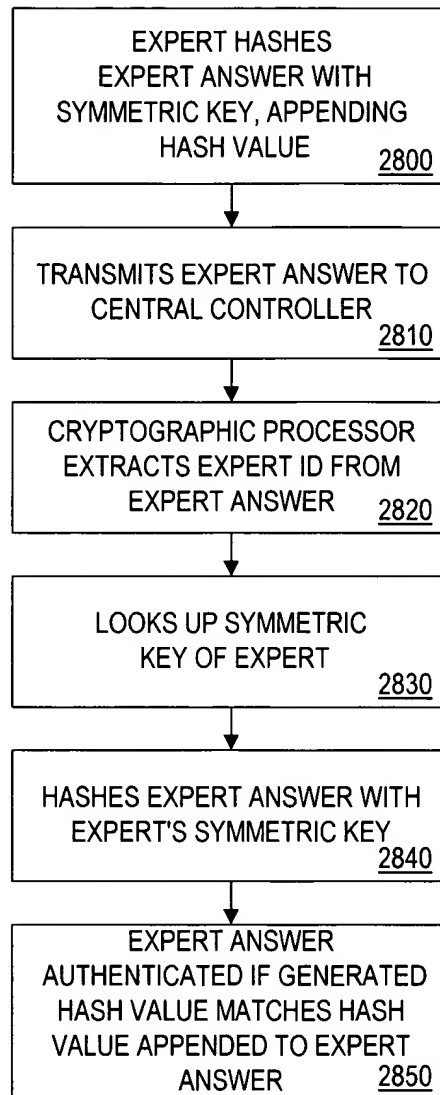 EXPERT HASHES
EXPERT ANSWER WITH
SYMMETRIC KEY, APPENDING
HASH VALUE
2800
TRANSMITS EXPERT ANSWER TO
CENTRAL CONTROLLER
2810
CRYPTOGRAPHIC PROCESSOR
EXTRACTS EXPERT ID FROM
EXPERT ANSWER
2820
LOOKS UP SYMMETRIC
KEY OF EXPERT
2830
HASHES EXPERT ANSWER WITH
EXPERT'S SYMMETRIC KEY
2840
EXPERT ANSWER
AUTHENTICATED IF GENERATED
HASH VALUE MATCHES HASH
VALUE APPENDED TO EXPERT
ANSWER
2850